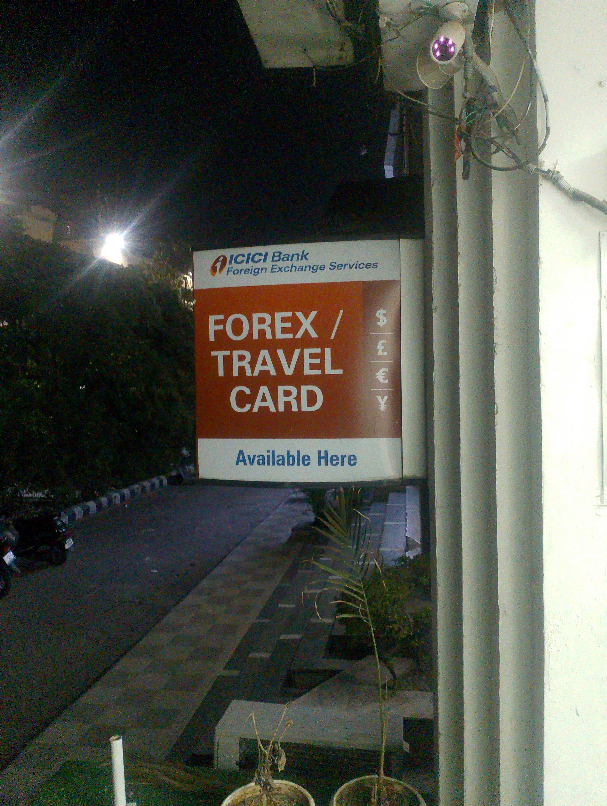 ICICI Bank
Foreign Exchange Services
FOREX /
TRAVEL
CARD
$
£
€
¥
Available Here